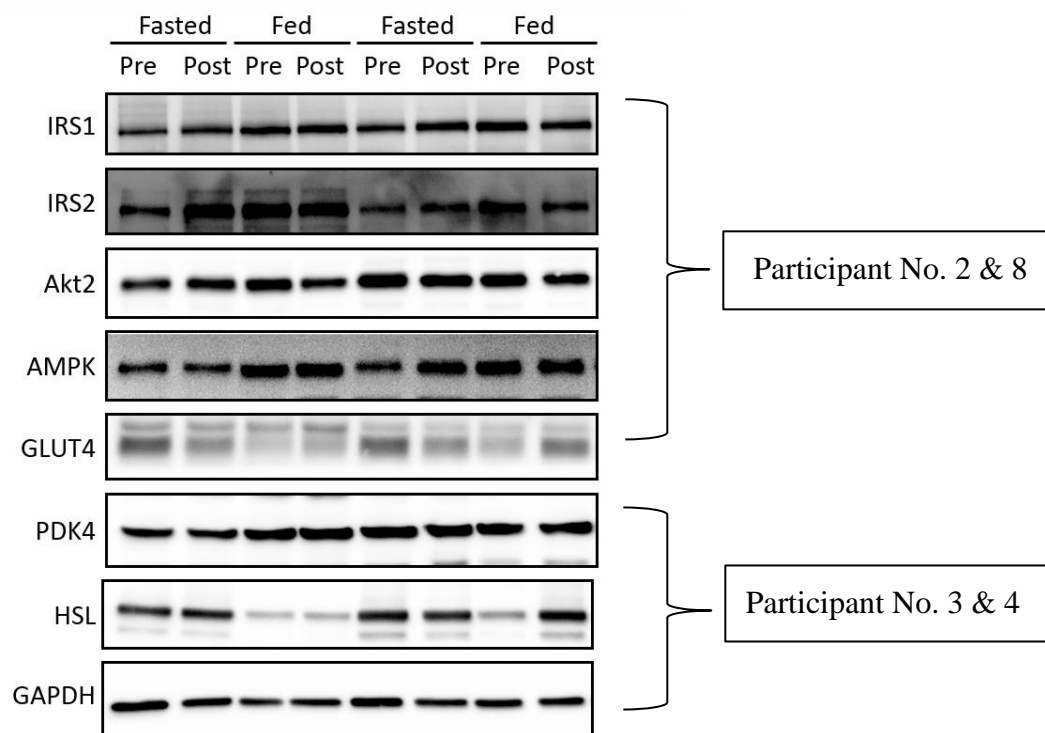 Fasted Fed Fasted Fed
Pre Post Pre Post Pre Post Pre Post
IRS1
IRS2
Akt2
AMPK
GLUT4
PDK4
HSL
GAPDH
Participant No. 2 & 8
Participant No. 3 & 4